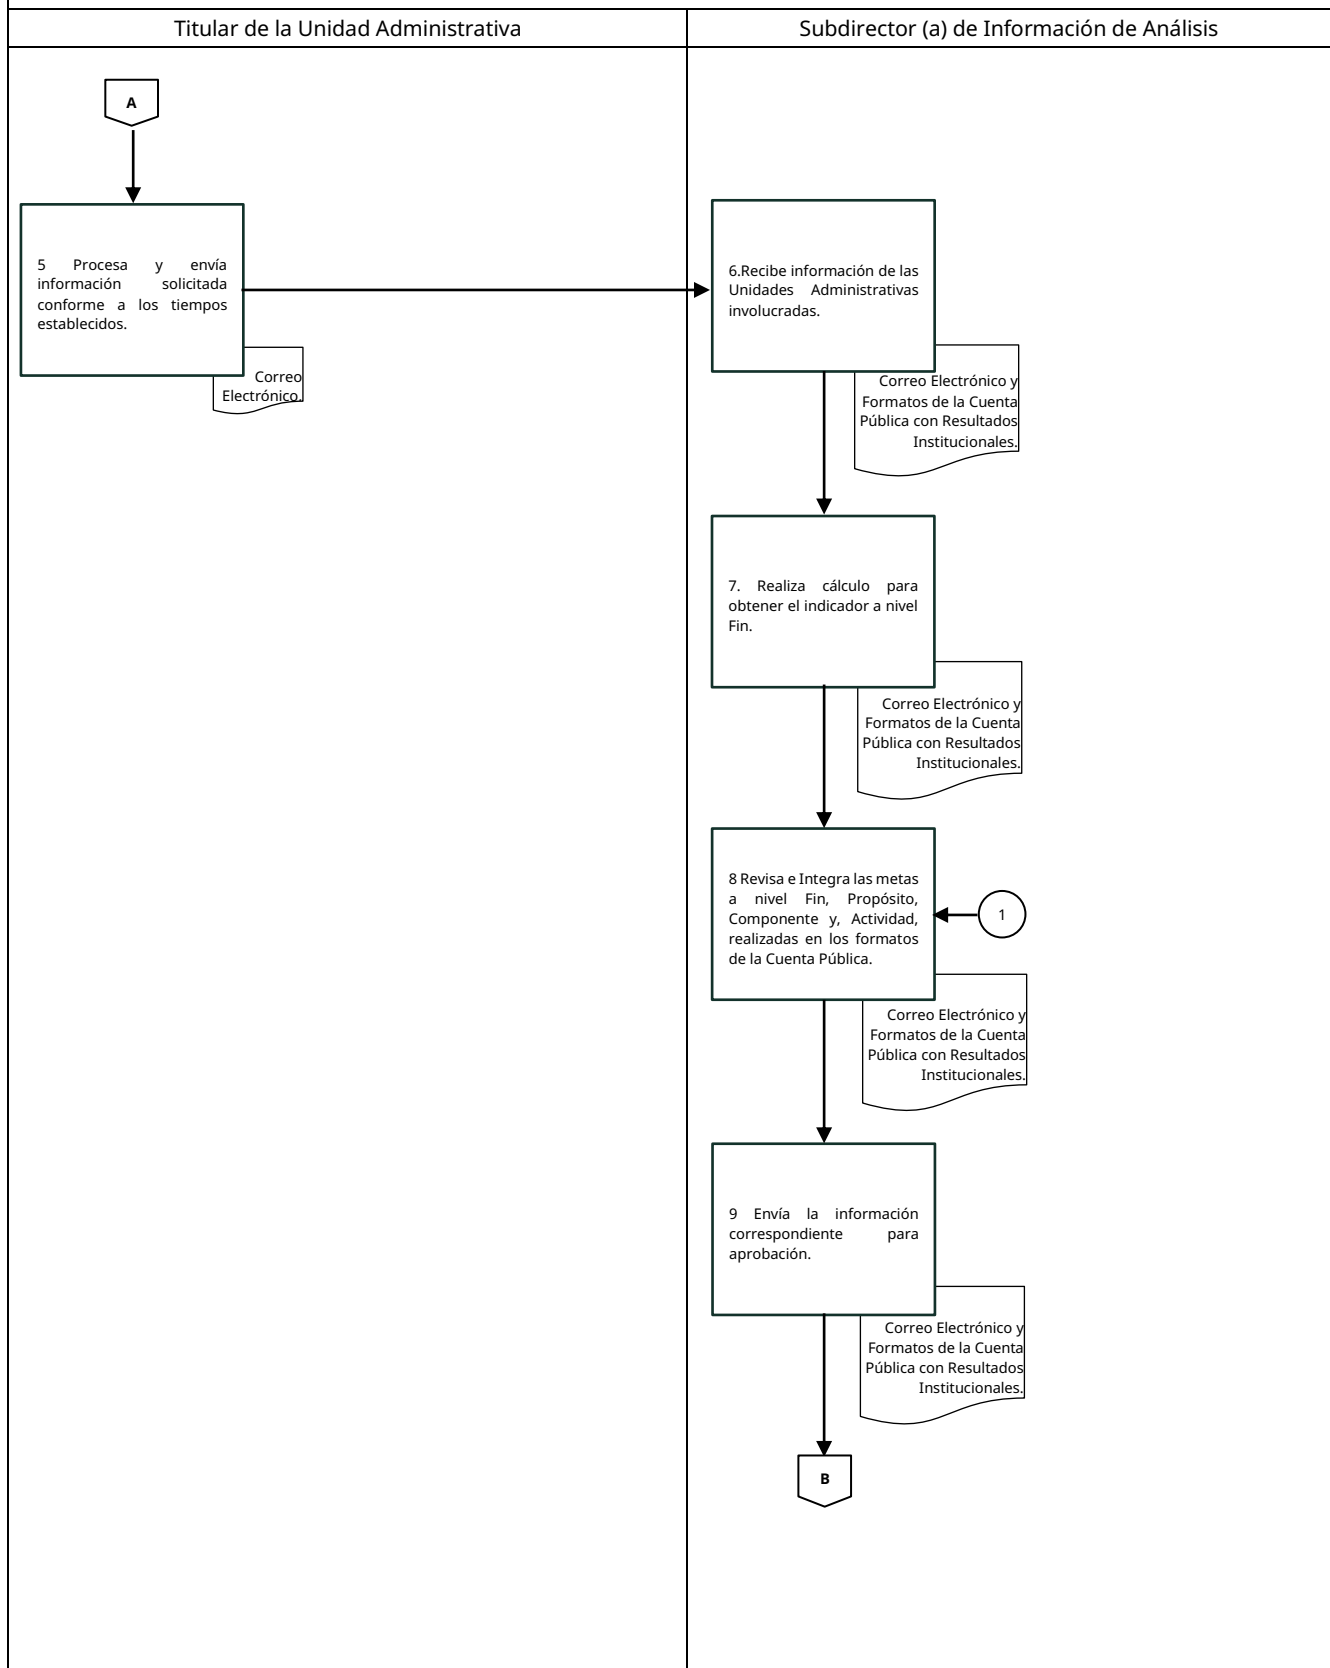 Titular de la Unidad Administrativa
Subdirector (a) de Información de Análisis
A
5 Procesa y envía
información solicitada
conforme a los tiempos
establecidos.
Correo
Electrónico.
6.Recibe información de las
Unidades Administrativas
involucradas.
Correo Electrónico y
Formatos de la Cuenta
Pública con Resultados
Institucionales.
7. Realiza cálculo para
obtener el indicador a nivel
Fin.
Correo Electrónico y
Formatos de la Cuenta
Pública con Resultados
Institucionales.
8 Revisa e Integra las metas
a nivel Fin, Propósito,
Componente y, Actividad,
realizadas en los formatos
de la Cuenta Pública.
1
Correo Electrónico y
Formatos de la Cuenta
Pública con Resultados
Institucionales.
9 Envía la información
correspondiente para
aprobación.
Correo Electrónico y
Formatos de la Cuenta
Pública con Resultados
Institucionales.
B